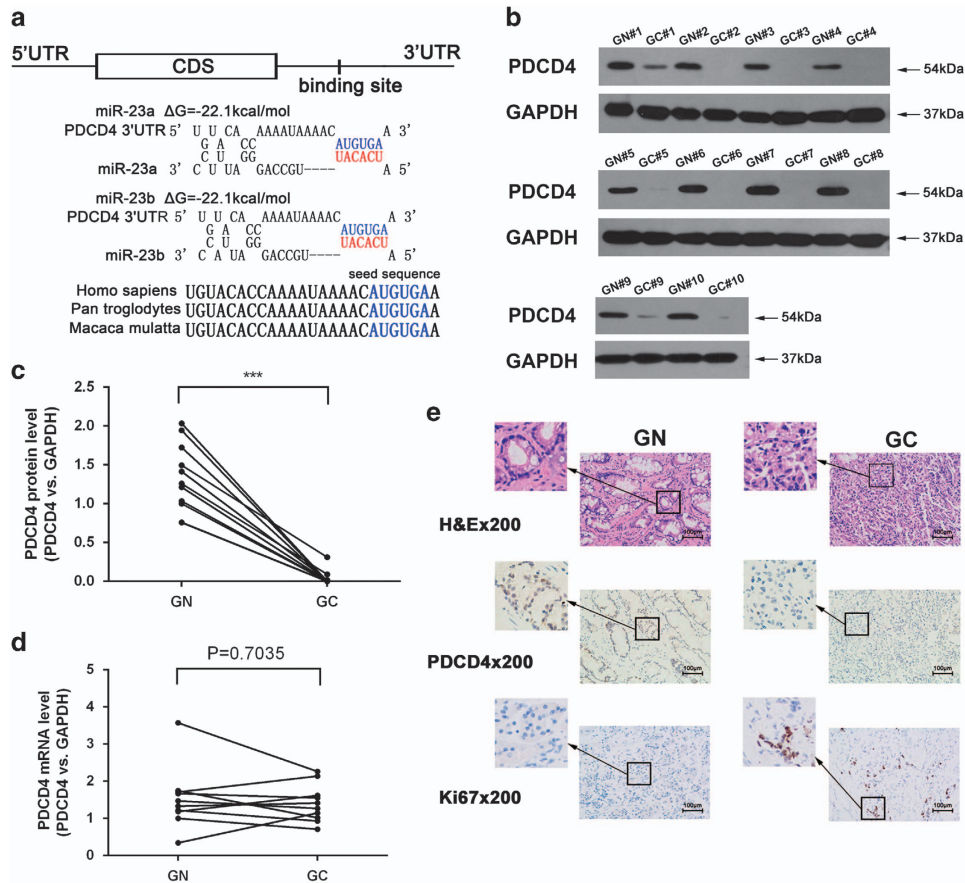 a
5'UTR CDS 3'UTR
binding site
miR-23a ΔG=-22.1kcal/mol
PDCD4 3'UTR 5' U U CA AAAAUAAAAC A 3'
G A CC AUGUGA
C U GG UACACU
miR-23a 3' C U UA GACCGU---- A 5'
miR-23b ΔG=-22.1kcal/mol
PDCD4 3'UTR 5' U U CA AAAAUAAAAC A 3'
G A CC AUGUGA
C U GG UACACU
miR-23b 3' C A UA GACCGU---- A 5'
seed sequence
Homo sapiens UGUACACCAAAAUAAAACAUGUGAA
Pan troglodytes UGUACACCAAAAUAAAACAUGUGAA
Macaca mulatta UGUACACCAAAAUAAAACAUGUGAA
b
GN#1 GC#1 GN#2 GC#2 GN#3 GC#3 GN#4 GC#4
PDCD4 54kDa
GAPDH 37kDa
GN#5 GC#5 GN#6 GC#6 GN#7 GC#7 GN#8 GC#8
PDCD4 54kDa
GAPDH 37kDa
GN#9 GC#9 GN#10 GC#10
PDCD4 54kDa
GAPDH 37kDa
c
***
PDCD4 protein level
(PDCD4 vs. GAPDH)
2.5
2.0
1.5
1.0
0.5
0.0
GN GC
d
P=0.7035
PDCD4 mRNA level
(PDCD4 vs. GAPDH)
5
4
3
2
1
0
GN GC
e
GN GC
H&Ex200
100μm 100μm
PDCD4x200
100μm 100μm
Ki67x200
100μm 100μm